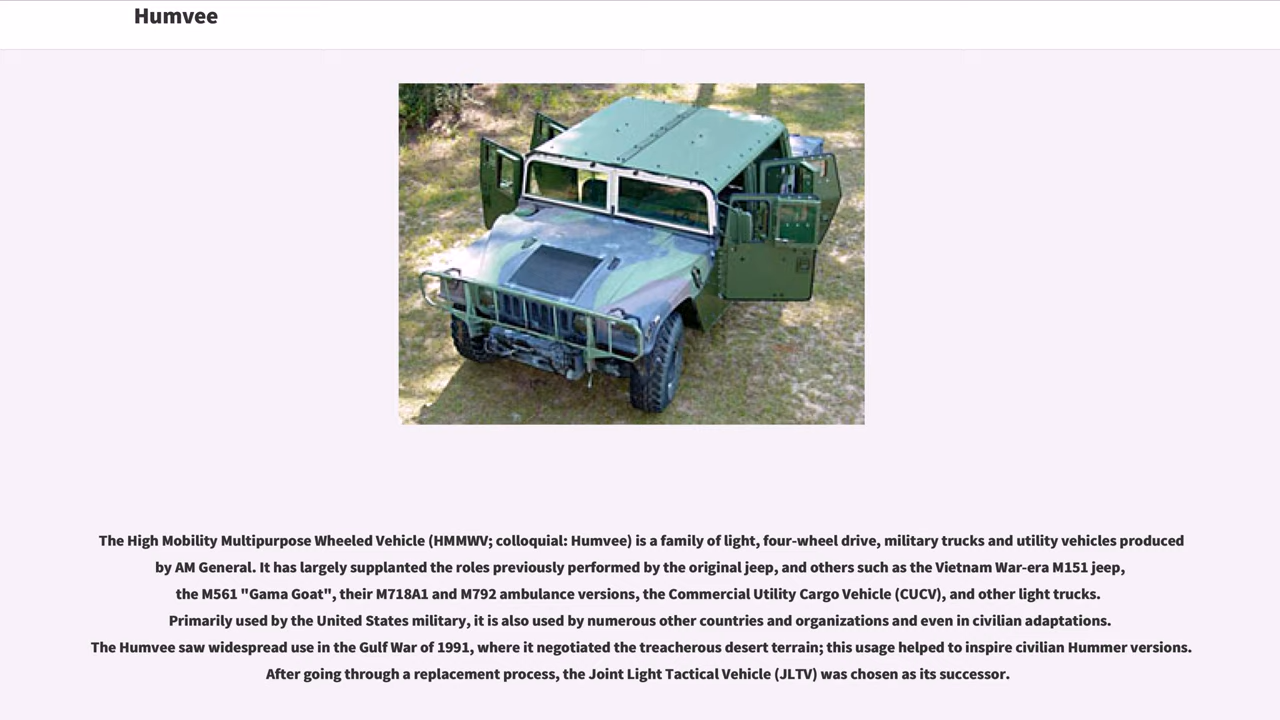 Humvee
The High Mobility Multipurpose Wheeled Vehicle (HMMWV; colloquial: Humvee) is a family of light, four-wheel drive, military trucks and utility vehicles produced
by AM General. It has largely supplanted the roles previously performed by the original jeep, and others such as the Vietnam War-era M151 jeep,
the M561 "Gama Goat", their M718A1 and M792 ambulance versions, the Commercial Utility Cargo Vehicle (CUCV), and other light trucks.
Primarily used by the United States military, it is also used by numerous other countries and organizations and even in civilian adaptations.
The Humvee saw widespread use in the Gulf War of 1991, where it negotiated the treacherous desert terrain; this usage helped to inspire civilian Hummer versions.
After going through a replacement process, the Joint Light Tactical Vehicle (JLTV) was chosen as its successor.